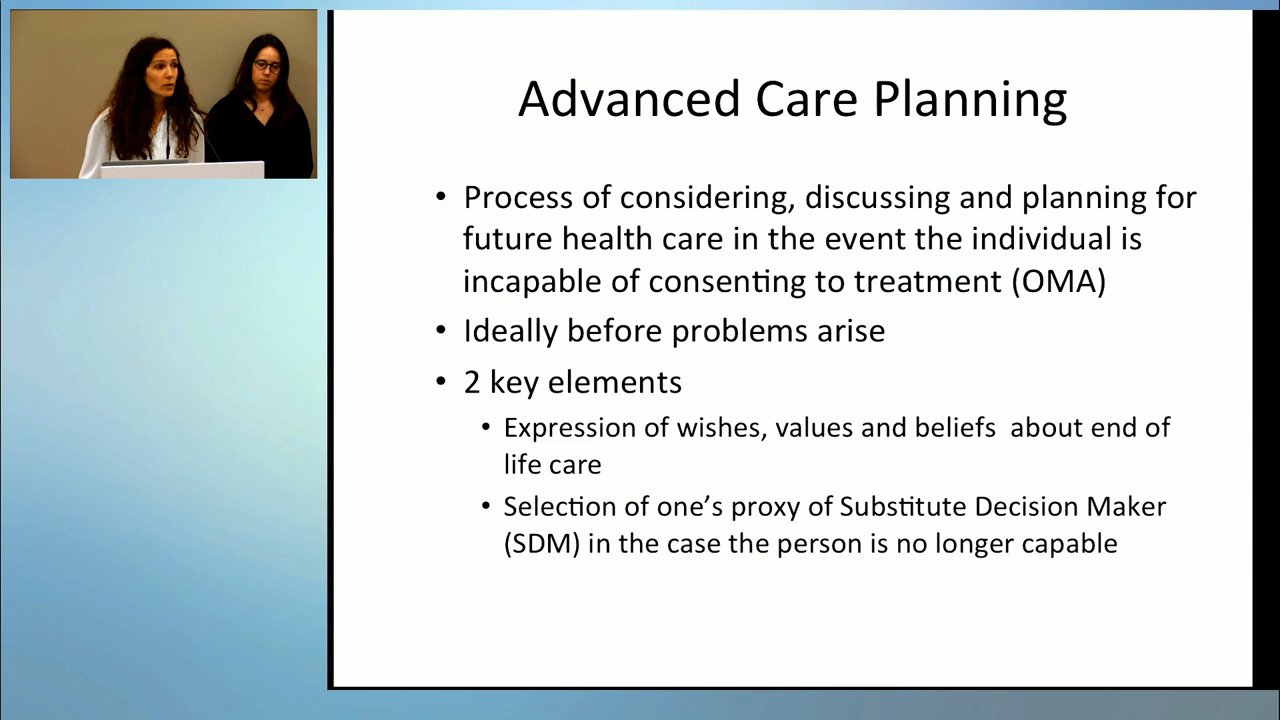 Advanced Care Planning
• Process of considering, discussing and planning for
future health care in the event the individual is
incapable of consenting to treatment (OMA)
• Ideally before problems arise
• 2 key elements
• Expression of wishes, values and beliefs  about end of
life care
• Selection of one’s proxy of Substitute Decision Maker
(SDM) in the case the person is no longer capable